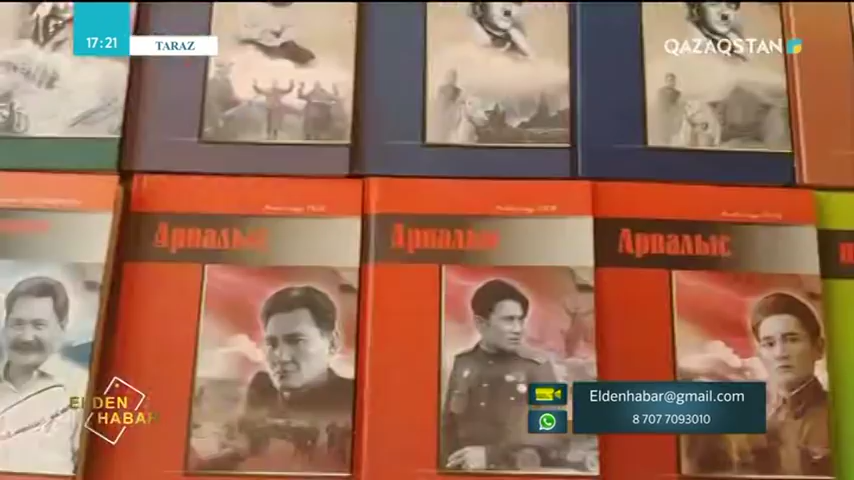 17:21
TARAZ
QAZAQSTAN
Арпалыс
Арпалыс
Арпалыс
ELDEN
HABAR
Eldenhabar@gmail.com
8 707 7093010